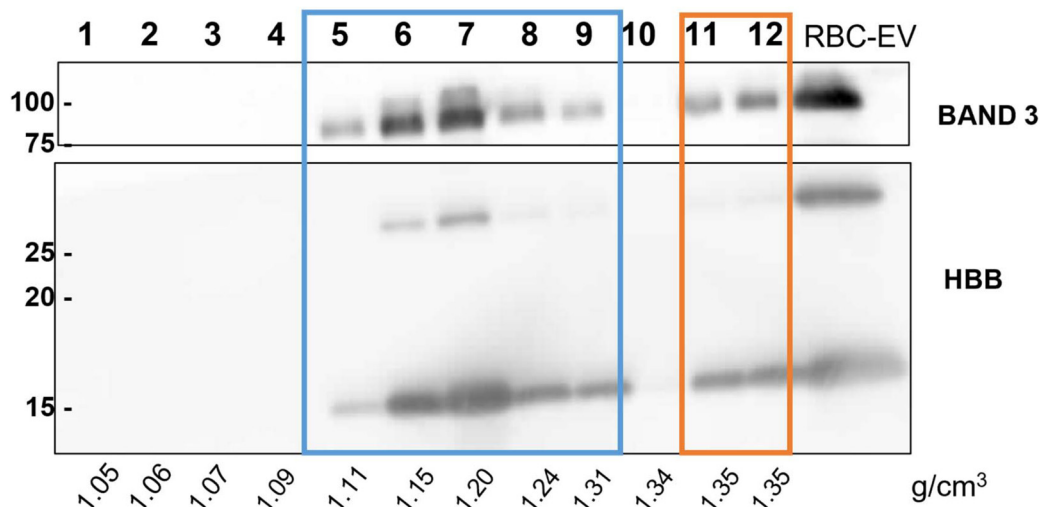 1 2 3 4 5 6 7 8 9 10 11 12 RBC-EV
100 -
75 -
BAND 3
25 -
20 -
HBB
15 -
1.05 1.06 1.07 1.09 1.11 1.15 1.20 1.24 1.31 1.34 1.35 1.35 g/cm³